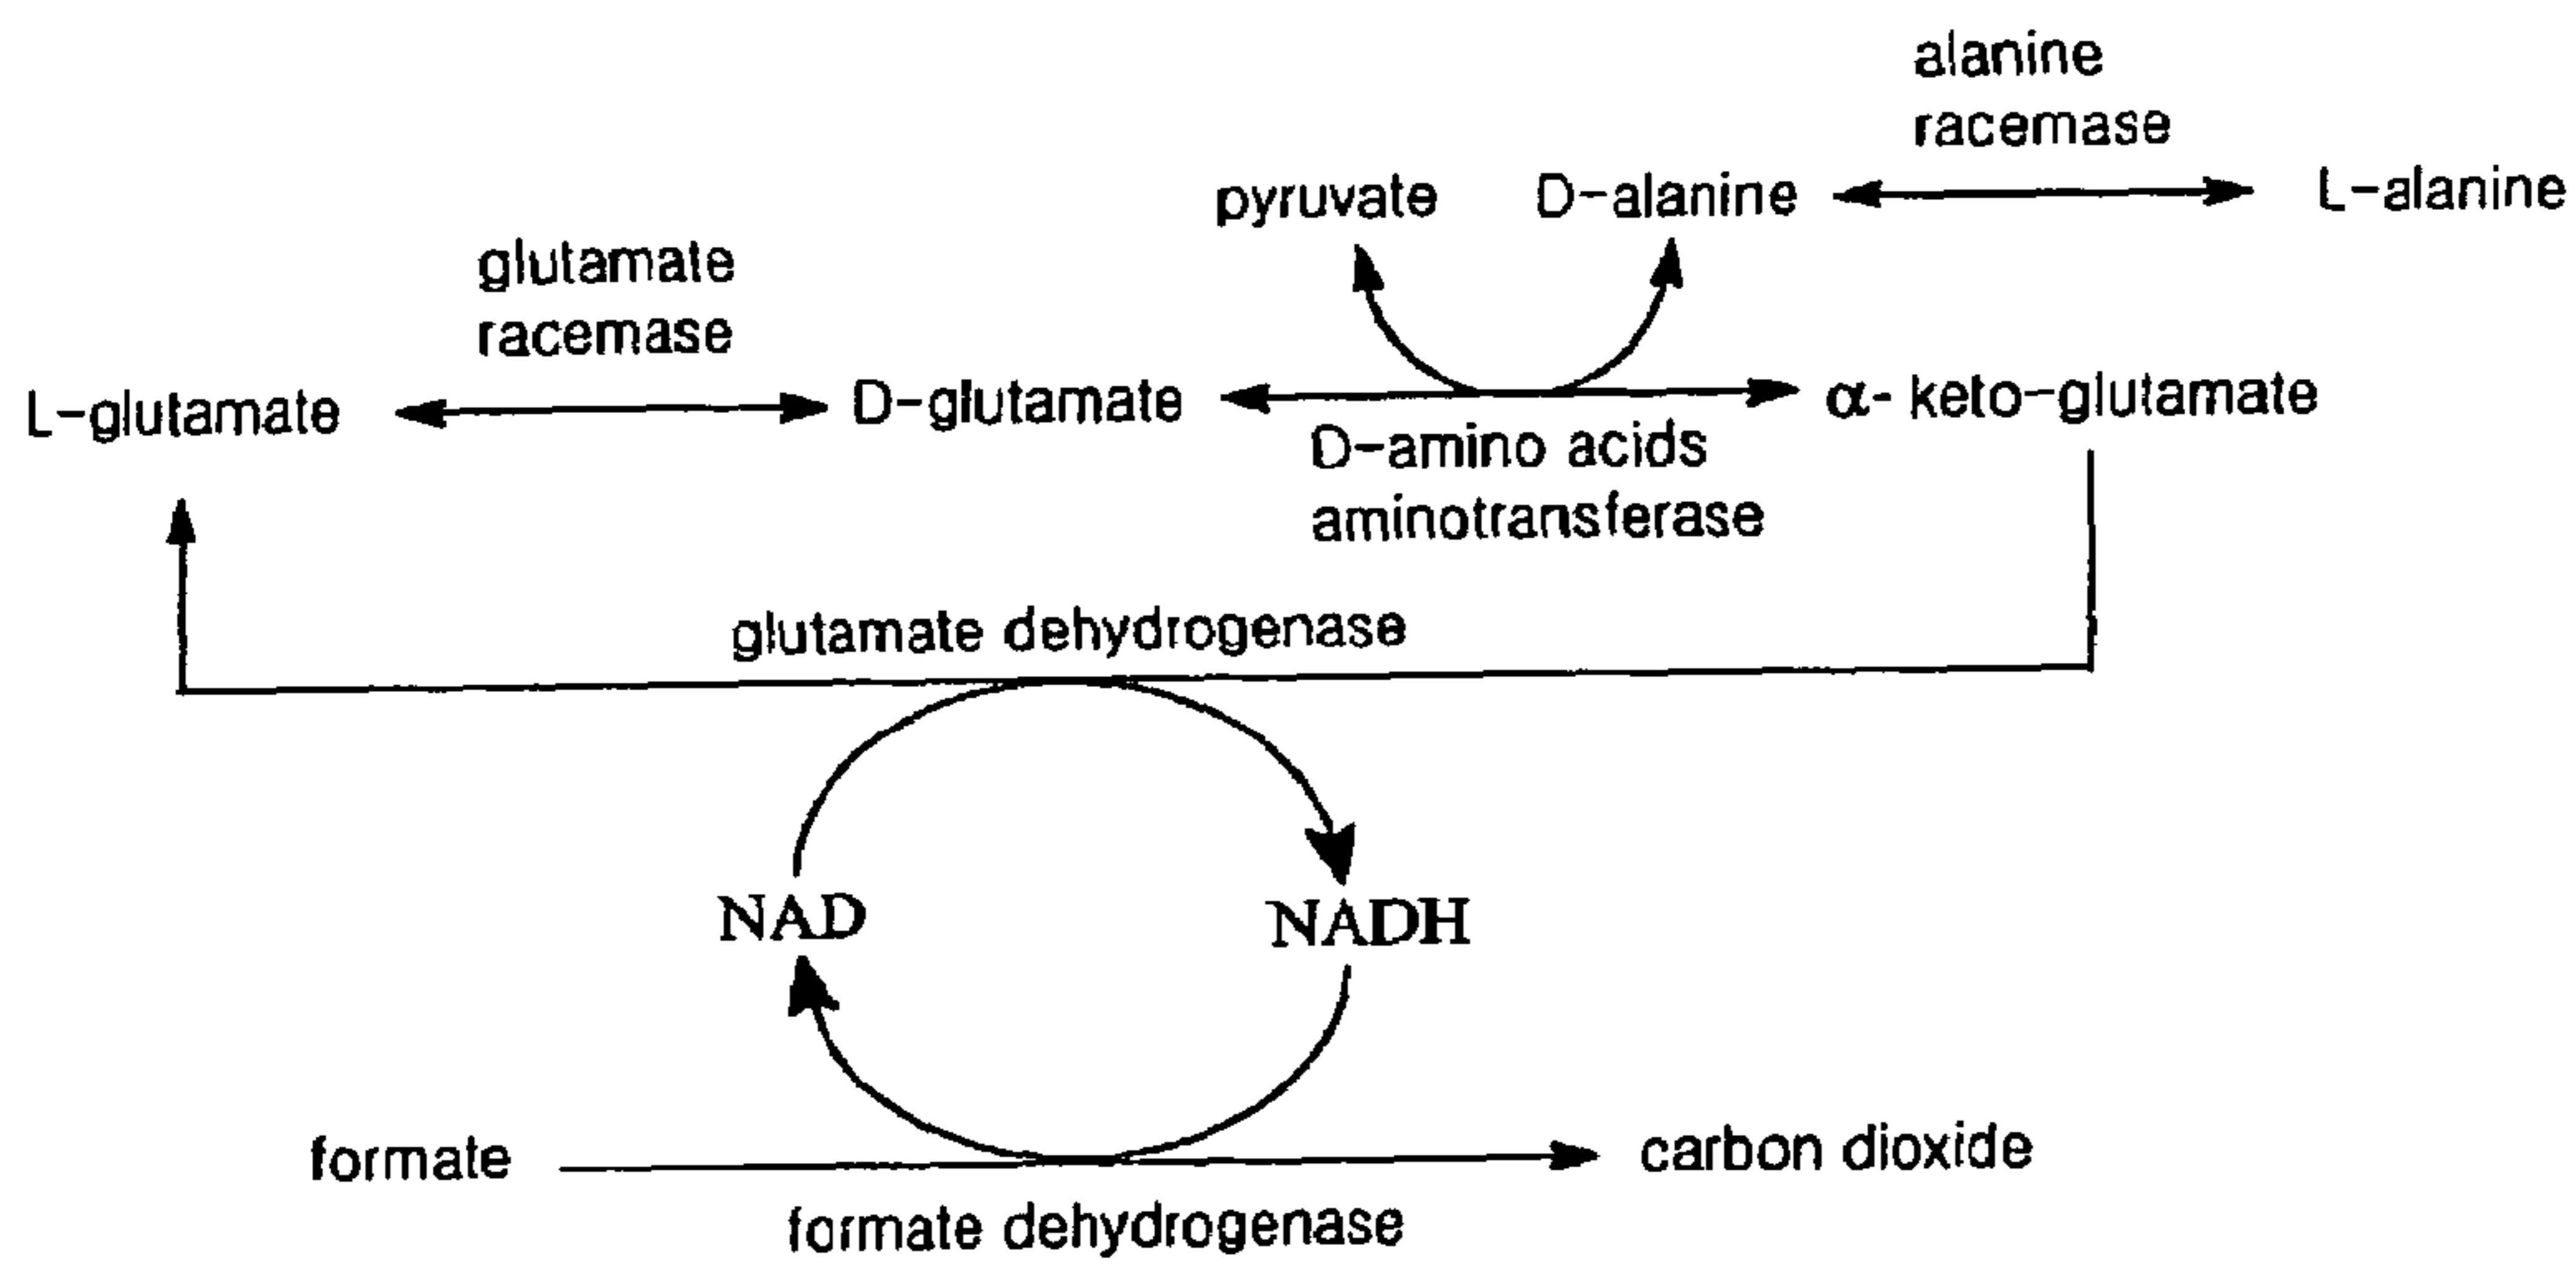 alanine
racemase
pyruvate D-alanine L-alanine
glutamate
racemase
L-glutamate D-glutamate α- keto-glutamate
D-amino acids
aminotransferase
glutamate dehydrogenase
NAD NADH
formate carbon dioxide
formate dehydrogenase